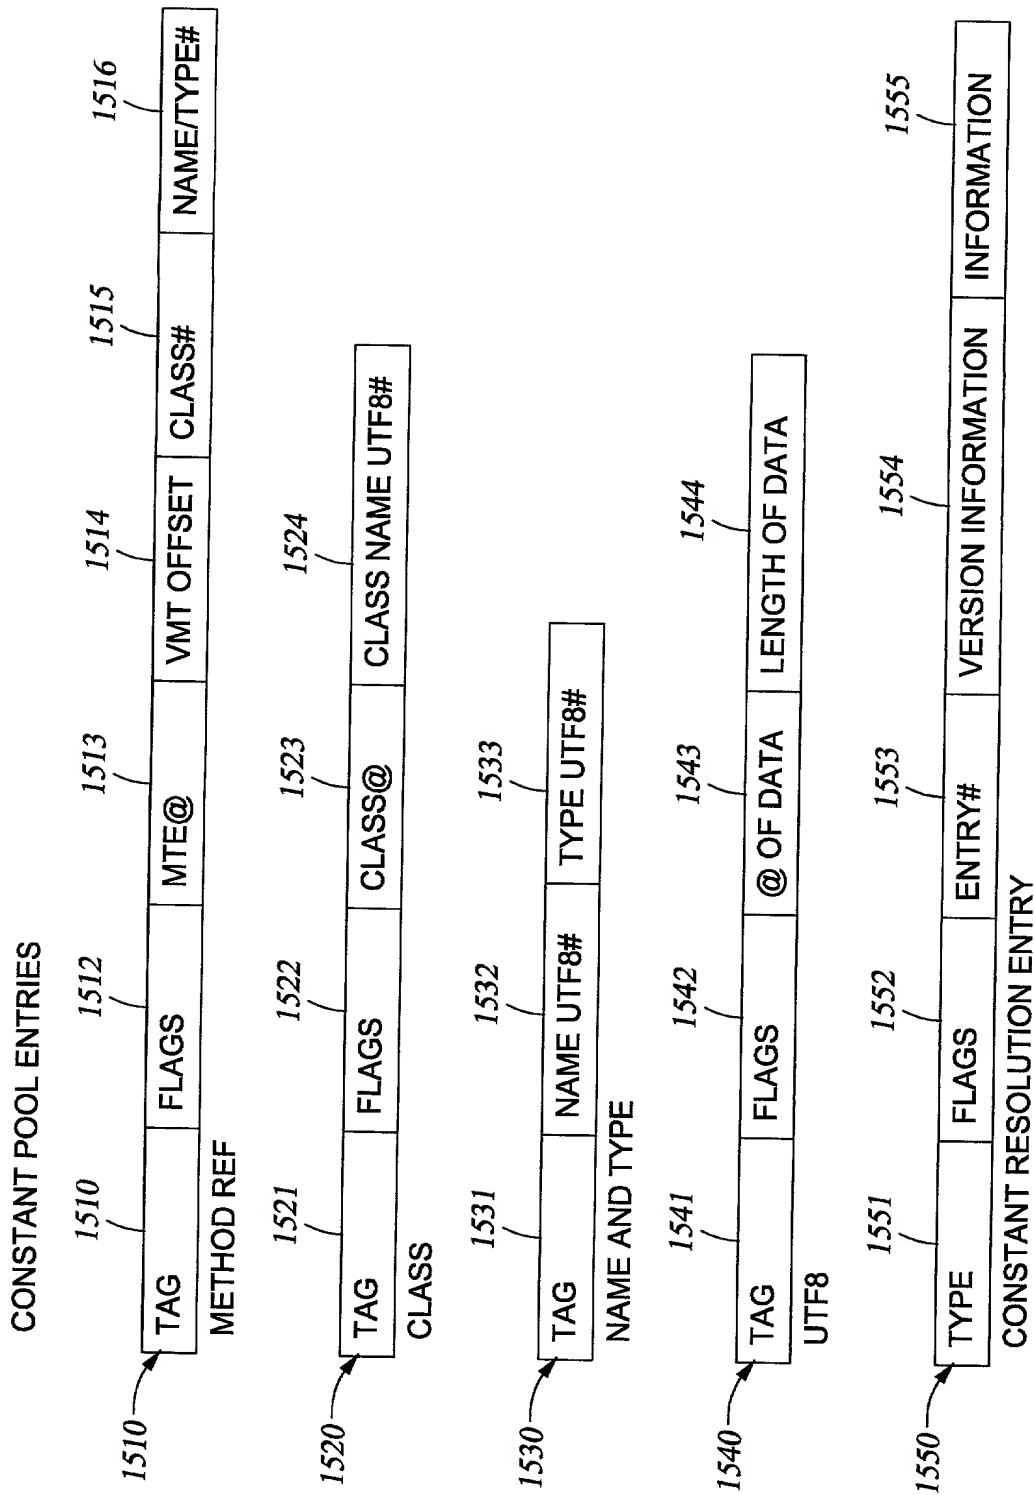 CONSTANT POOL ENTRIES
1510 1512 1513 1514 1515 1516
1510 TAG FLAGS MTE@ VMT OFFSET CLASS# NAME/TYPE#
METHOD REF
1521 1522 1523 1524
1520 TAG FLAGS CLASS@ CLASS NAME UTF8#
CLASS
1531 1532 1533
1530 TAG NAME UTF8# TYPE UTF8#
NAME AND TYPE
1541 1542 1543 1544
1540 TAG FLAGS @ OF DATA LENGTH OF DATA
UTF8
1551 1552 1553 1554 1555
1550 TYPE FLAGS ENTRY# VERSION INFORMATION INFORMATION
CONSTANT RESOLUTION ENTRY